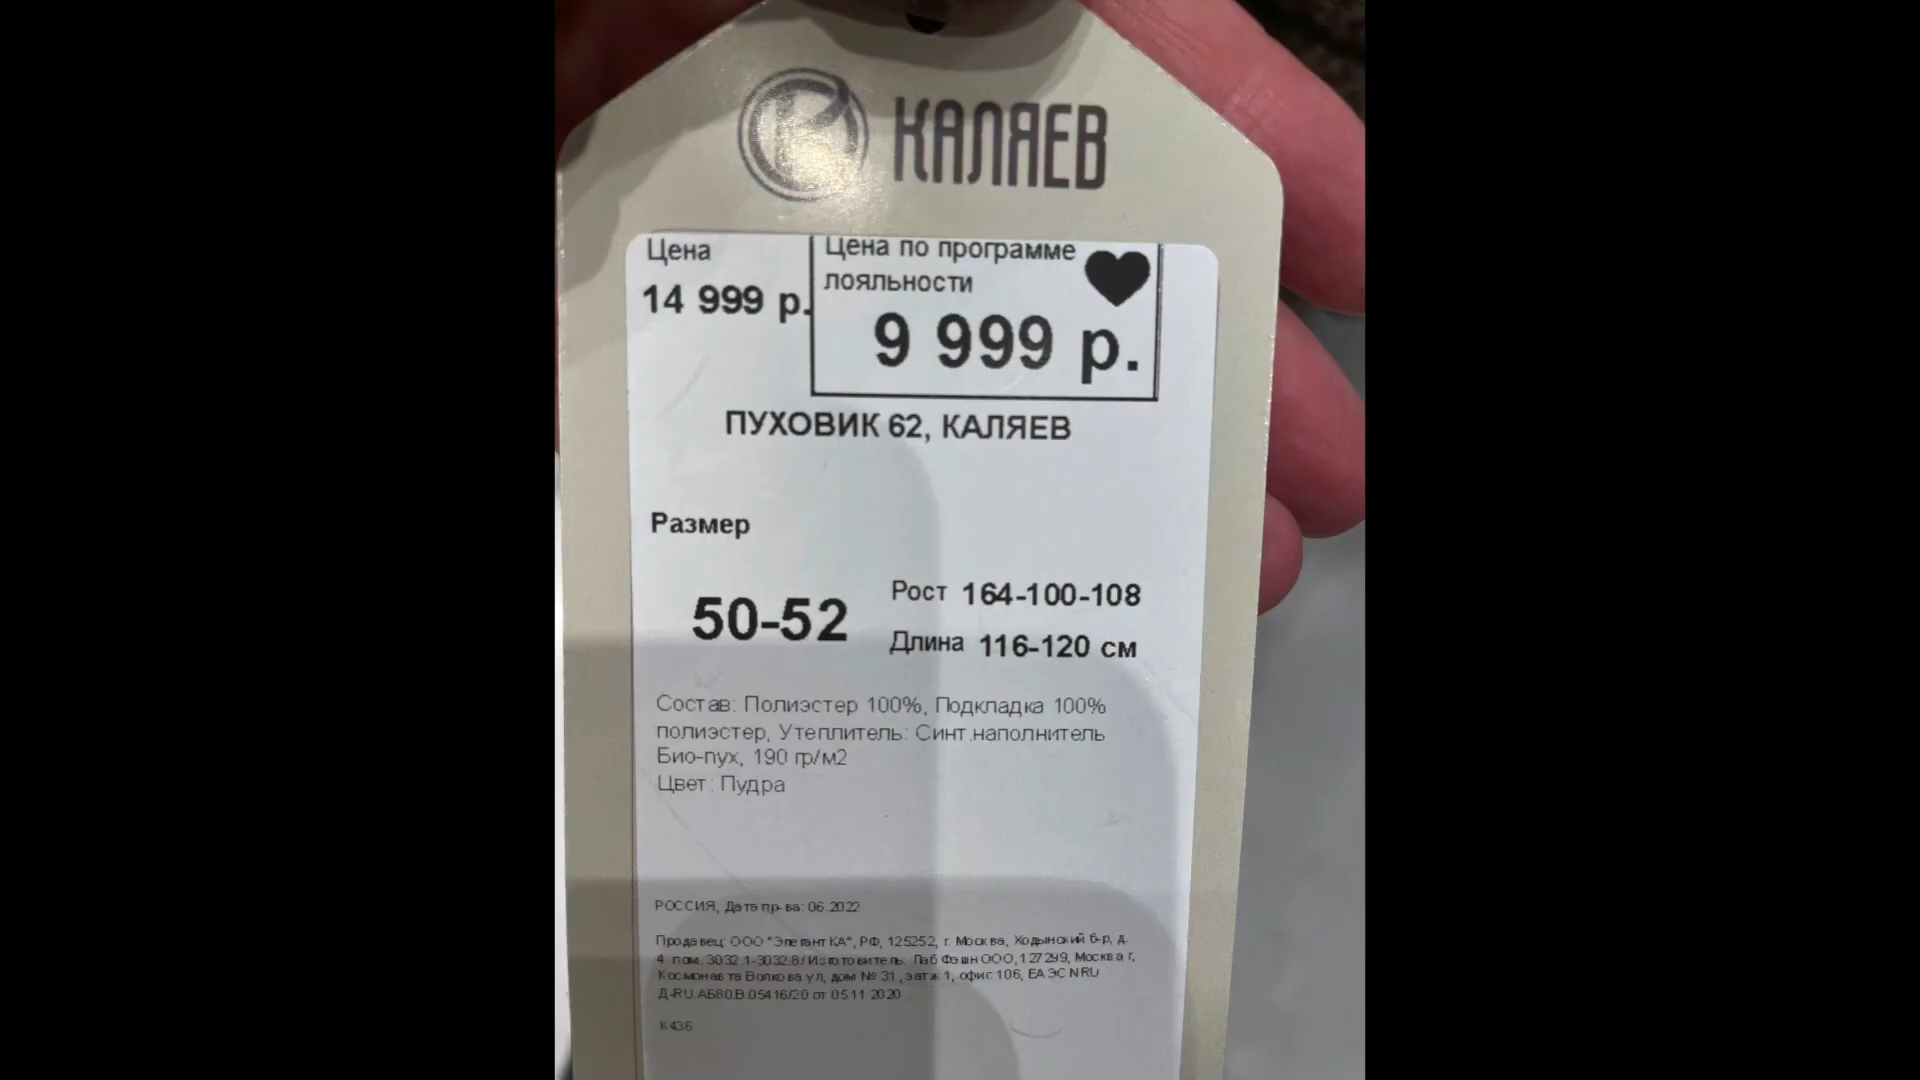 КАЛЯЕВ
Цена
14 999 р.
Цена по программе
лояльности
9 999 р.
ПУХОВИК 62, КАЛЯЕВ
Размер
50-52
Рост 164-100-108
Длина 116-120 см
Состав: Полиэстер 100%, Подкладка 100%
полиэстер, Утеплитель: Синт.наполнитель
Био-пух, 190 гр/м2
Цвет: Пудра
РОССИЯ, Дата пр-ва: 06.2022
Продавец: ООО "Элегант КА", РФ, 125252, г. Москва, Ходынский б-р, д.
4, пом. 3032.1-3032.8/ Изготовитель: Лаб Фэшн ООО, 127299, Москва г,
Космонавта Волкова ул, дом № 31, этаж 1, офис 106, ЕАЭС N RU
Д-RU.АБ80.В.05416/20 от 05.11.2020
К436